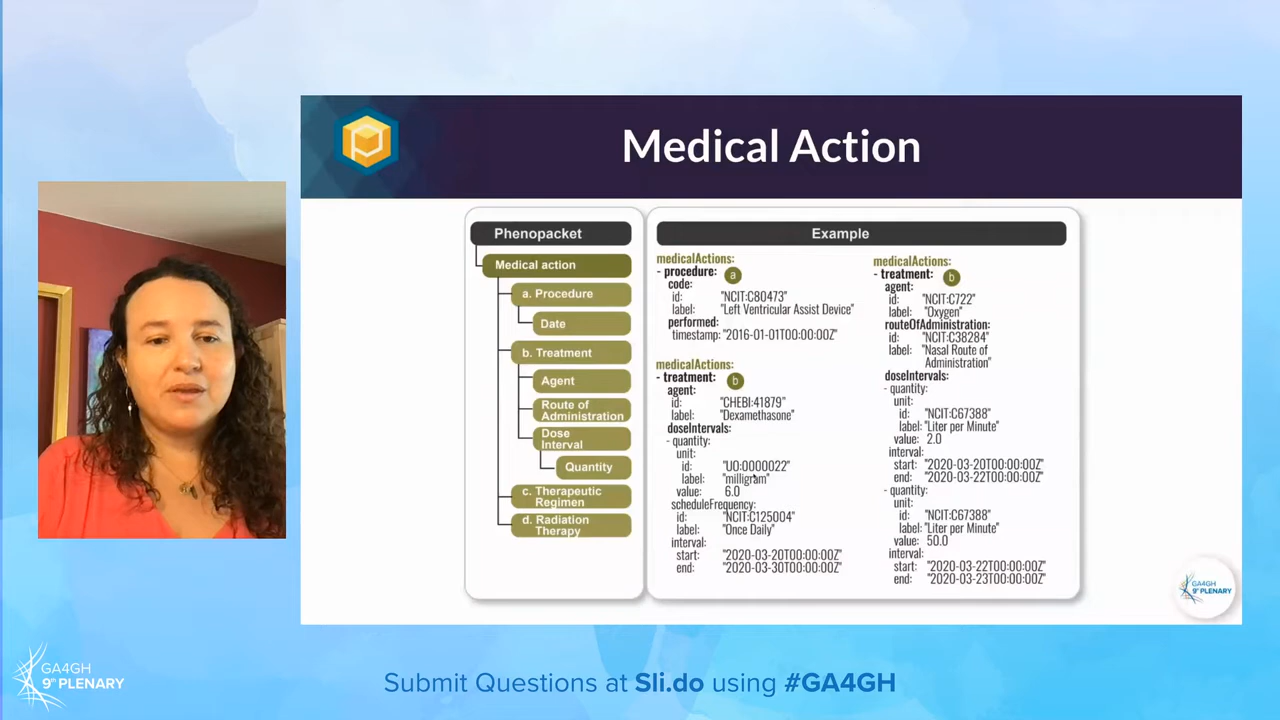 Medical Action
Phenopacket
Medical action
a. Procedure
Date
b. Treatment
Agent
Route of
Administration
Dose
Interval
Quantity
c. Therapeutic
Regimen
d. Radiation
Therapy
Example
medicalActions:
- procedure: a
code:
id: "NCIT:C80473"
label: "Left Ventricular Assist Device"
performed:
timestamp: "2016-01-01T00:00:00Z"
medicalActions:
- treatment: b
agent:
id: "CHEBI:41879"
label: "Dexamethasone"
doseIntervals:
- quantity:
unit:
id: "UO:0000022"
label: "milligram"
value: 6.0
scheduleFrequency:
id: "NCIT:C125004"
label: "Once Daily"
interval:
start: "2020-03-20T00:00:00Z"
end: "2020-03-30T00:00:00Z"
medicalActions:
- treatment: b
agent:
id: "NCIT:C722"
label: "Oxygen"
routeOfAdministration:
id: "NCIT:C38284"
label: "Nasal Route of
Administration"
doseIntervals:
- quantity:
unit:
id: "NCIT:C67388"
label: "Liter per Minute"
value: 2.0
interval:
start: "2020-03-20T00:00:00Z"
end: "2020-03-22T00:00:00Z"
- quantity:
unit:
id: "NCIT:C67388"
label: "Liter per Minute"
value: 50.0
interval:
start: "2020-03-22T00:00:00Z"
end: "2020-03-23T00:00:00Z"
GA4GH
9th PLENARY
GA4GH
9th PLENARY
Submit Questions at Sli.do using #GA4GH